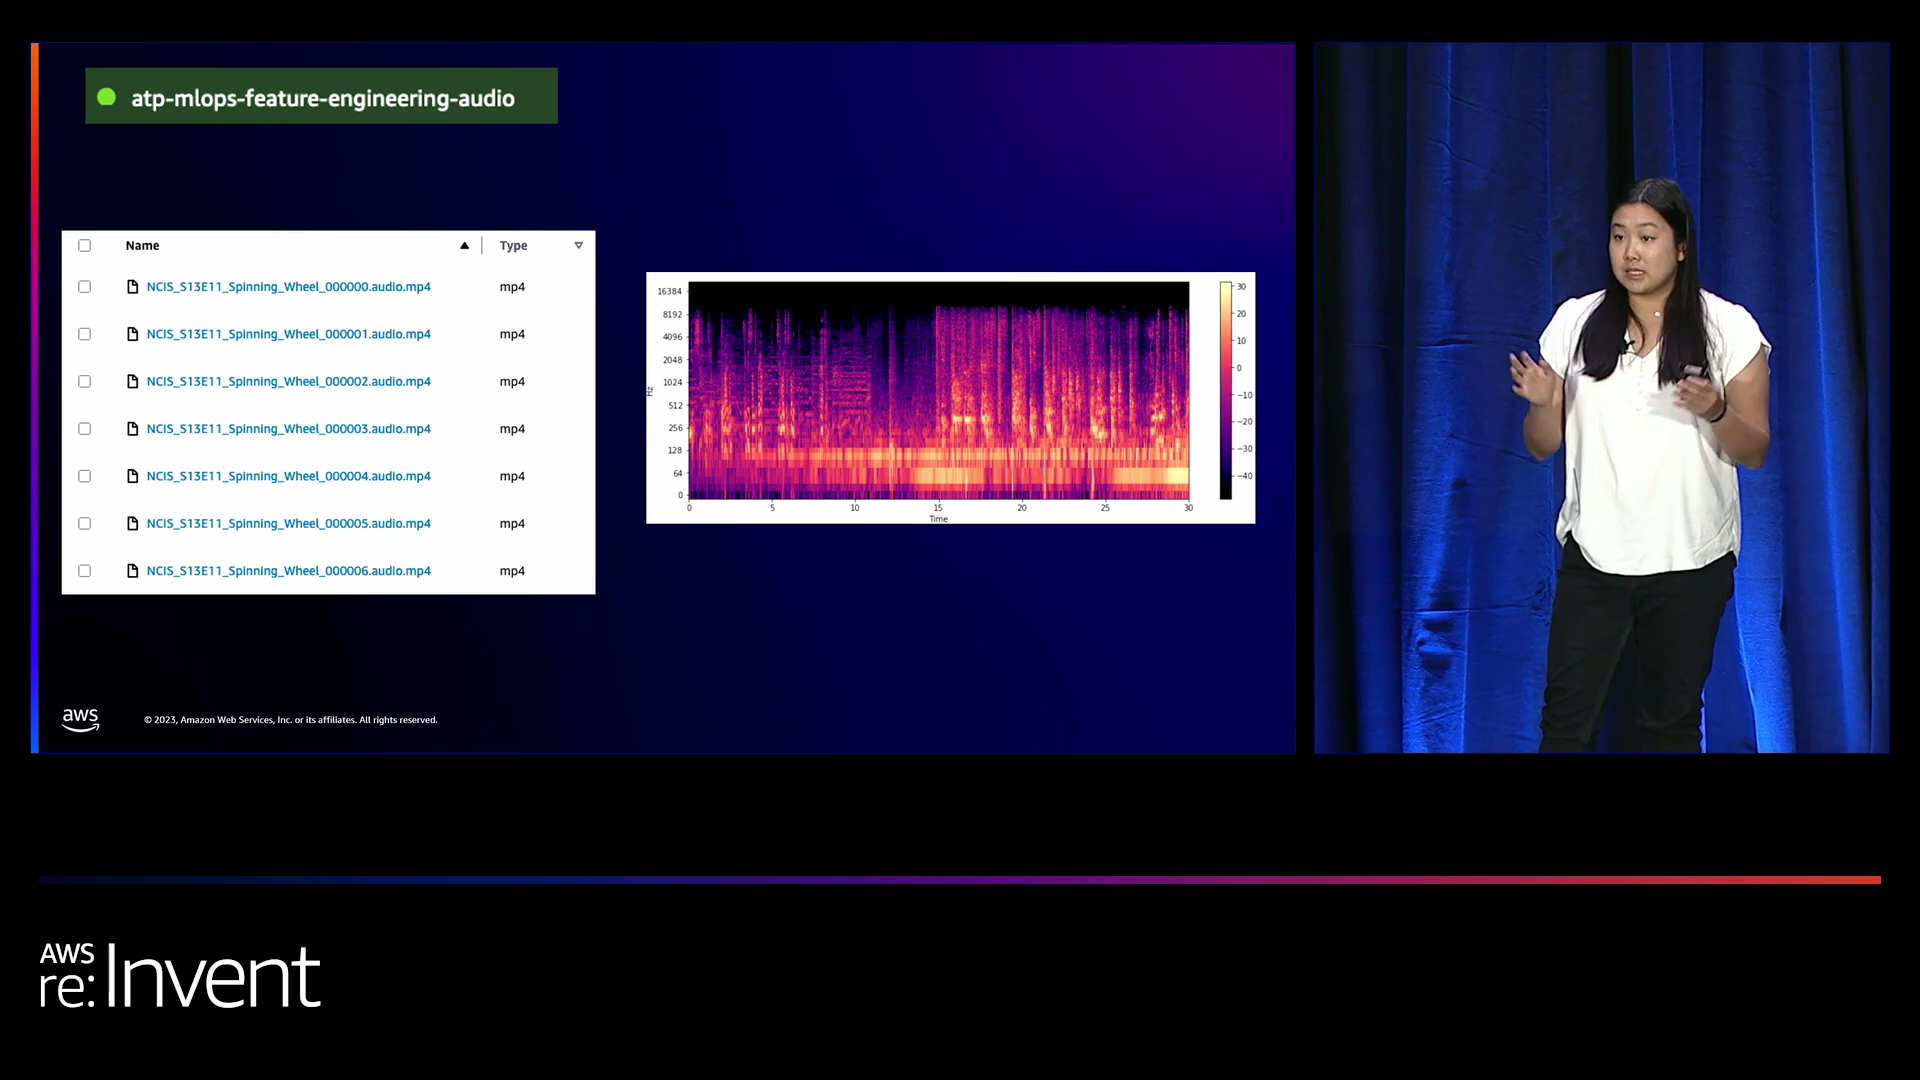 atp-mlops-feature-engineering-audio
Name Type
NCIS_S13E11_Spinning_Wheel_000000.audio.mp4 mp4
NCIS_S13E11_Spinning_Wheel_000001.audio.mp4 mp4
NCIS_S13E11_Spinning_Wheel_000002.audio.mp4 mp4
NCIS_S13E11_Spinning_Wheel_000003.audio.mp4 mp4
NCIS_S13E11_Spinning_Wheel_000004.audio.mp4 mp4
NCIS_S13E11_Spinning_Wheel_000005.audio.mp4 mp4
NCIS_S13E11_Spinning_Wheel_000006.audio.mp4 mp4
16384
8192
4096
2048
1024
512
256
128
64
0
Hz
0 5 10 15 20 25 30
Time
30
20
10
0
−10
−20
−30
−40
aws
© 2023, Amazon Web Services, Inc. or its affiliates. All rights reserved.
AWS
re:Invent